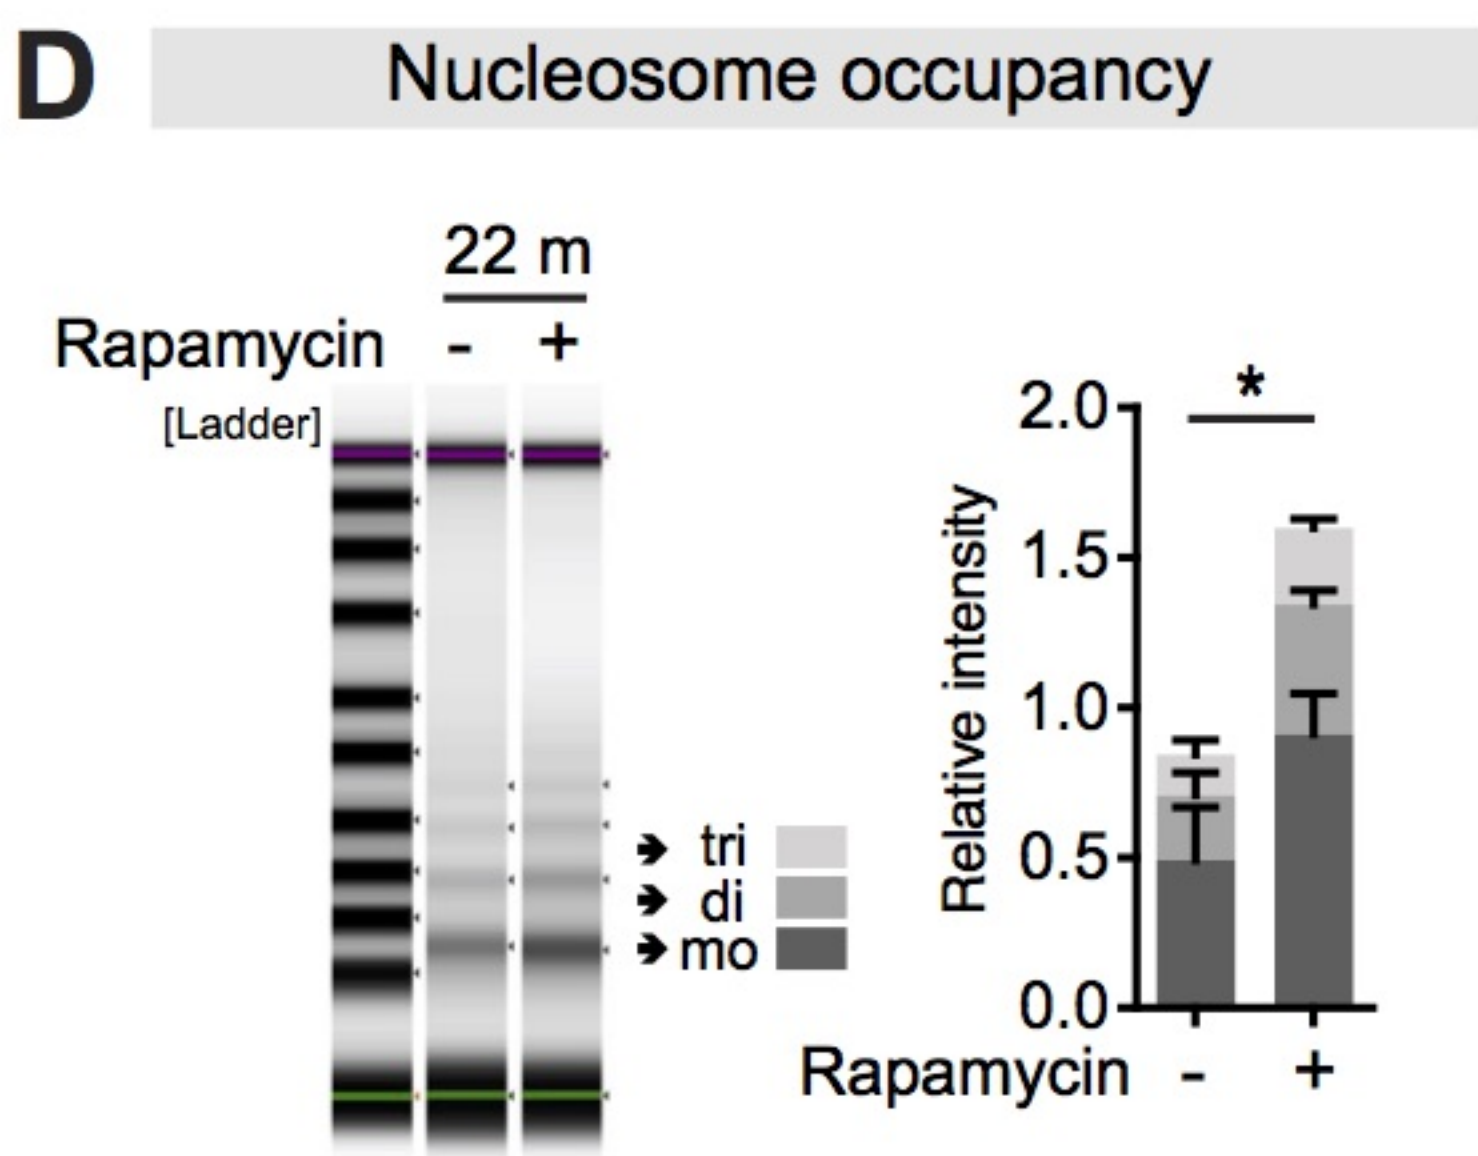 D
Nucleosome occupancy
22 m
Rapamycin - +
[Ladder]
tri
di
mo
*
Relative intensity
2.0
1.5
1.0
0.5
0.0
Rapamycin - +